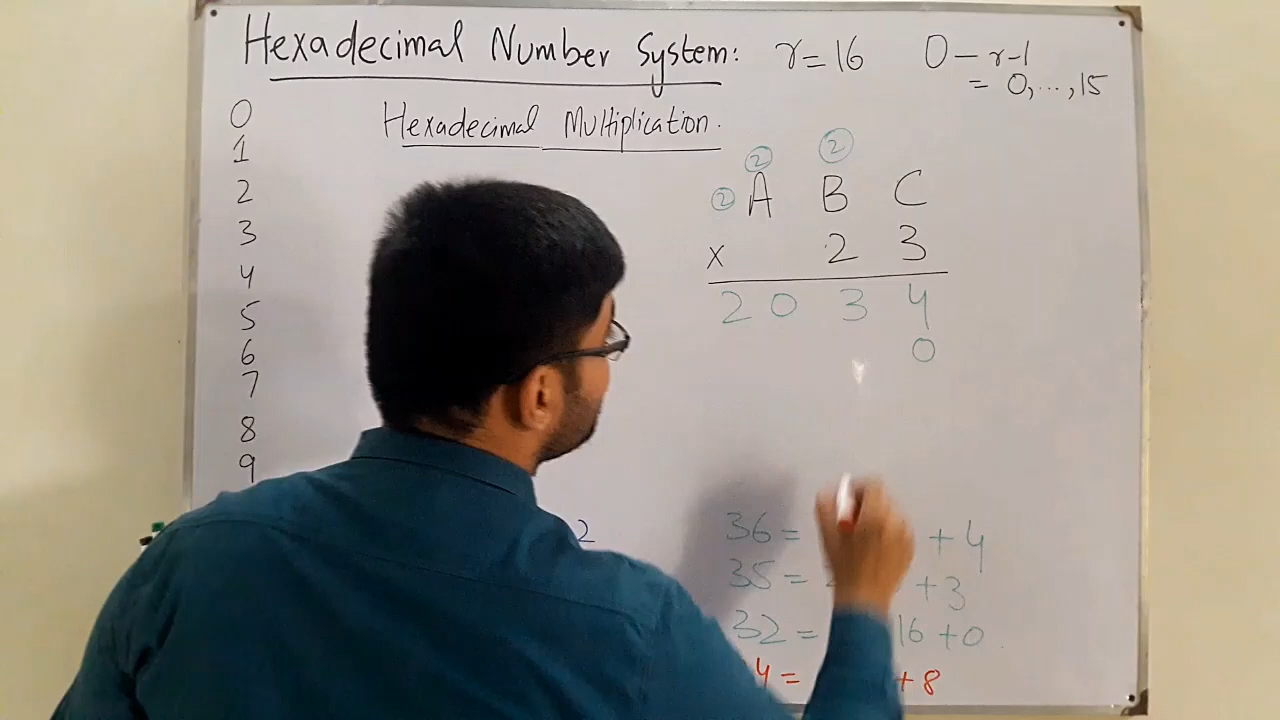 Hexadecimal Number System: r=16 0 – r-1
= 0,...,15
Hexadecimal Multiplication.
0
1
2
3
4
5
6
7
8
9
② ②
② A B C
x 2 3
2 0 3 4
0
2
36 = + 4
35 = + 3
32 = 16 + 0
4 = + 8